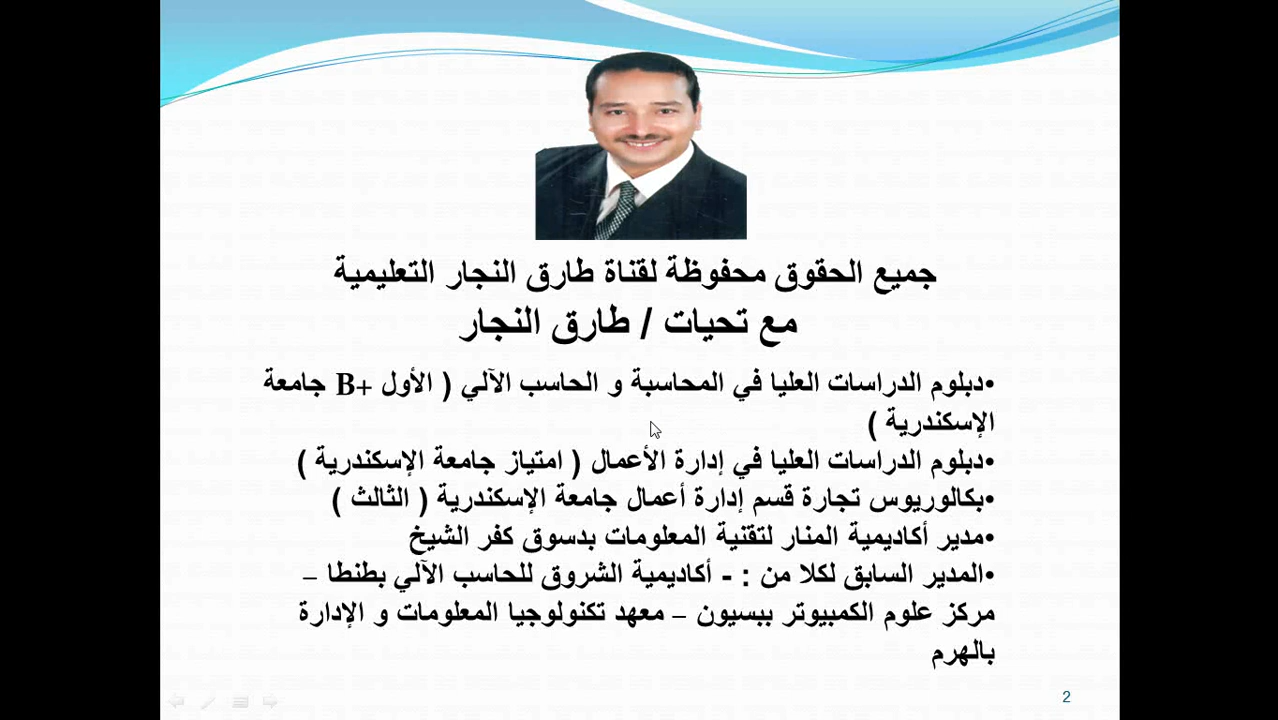 جميع الحقوق محفوظة لقناة طارق النجار التعليمية
مع تحيات / طارق النجار
•دبلوم الدراسات العليا في المحاسبة و الحاسب الآلي ( الأول +B جامعة
الإسكندرية )
•دبلوم الدراسات العليا في إدارة الأعمال ( امتياز جامعة الإسكندرية )
•بكالوريوس تجارة قسم إدارة أعمال جامعة الإسكندرية ( الثالث )
•مدير أكاديمية المنار لتقنية المعلومات بدسوق كفر الشيخ
•المدير السابق لكلا من : - أكاديمية الشروق للحاسب الآلي بطنطا –
مركز علوم الكمبيوتر ببسيون – معهد تكنولوجيا المعلومات و الإدارة
بالهرم
2